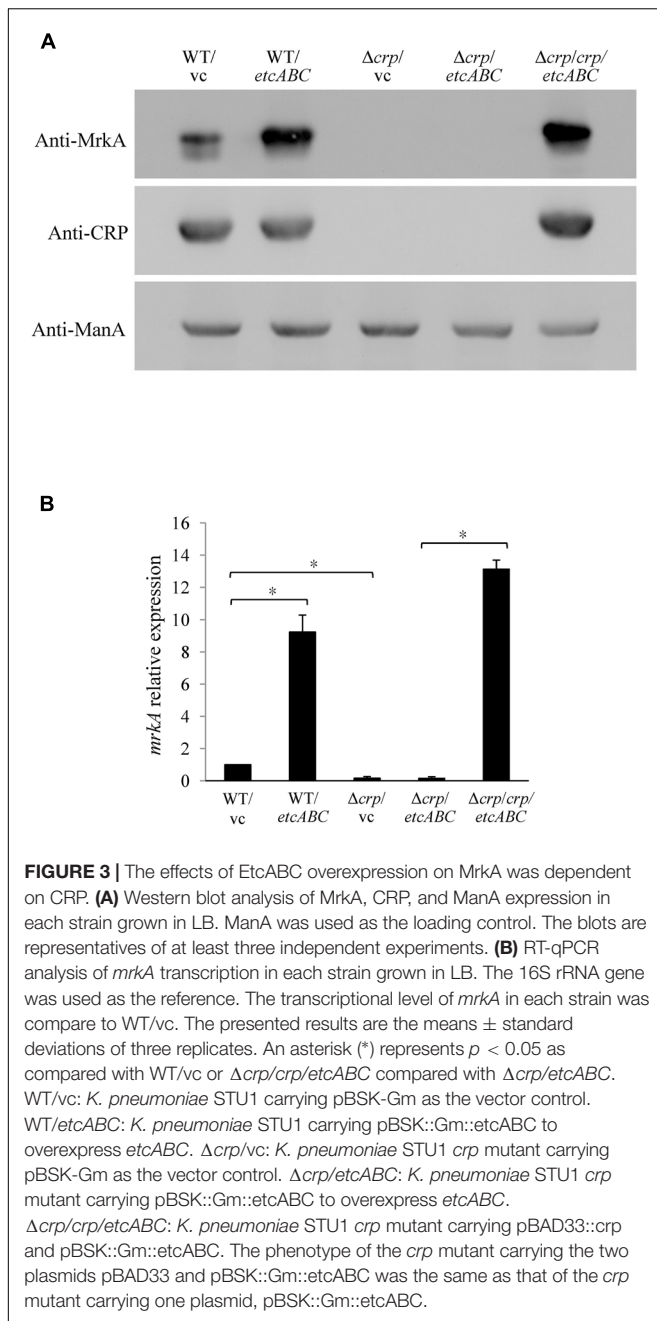 A
WT/ vc WT/ etcABC Δcrp/ vc Δcrp/ etcABC Δcrp/crp/ etcABC
Anti-MrkA
Anti-CRP
Anti-ManA
B
mrkA relative expression
16
14
12
10
8
6
4
2
0
* * *
WT/ vc WT/ etcABC Δcrp/ vc Δcrp/ etcABC Δcrp/crp/ etcABC
FIGURE 3 | The effects of EtcABC overexpression on MrkA was dependent
on CRP. (A) Western blot analysis of MrkA, CRP, and ManA expression in
each strain grown in LB. ManA was used as the loading control. The blots are
representatives of at least three independent experiments. (B) RT-qPCR
analysis of mrkA transcription in each strain grown in LB. The 16S rRNA gene
was used as the reference. The transcriptional level of mrkA in each strain was
compare to WT/vc. The presented results are the means ± standard
deviations of three replicates. An asterisk (*) represents p < 0.05 as
compared with WT/vc or Δcrp/crp/etcABC compared with Δcrp/etcABC.
WT/vc: K. pneumoniae STU1 carrying pBSK-Gm as the vector control.
WT/etcABC: K. pneumoniae STU1 carrying pBSK::Gm::etcABC to
overexpress etcABC. Δcrp/vc: K. pneumoniae STU1 crp mutant carrying
pBSK-Gm as the vector control. Δcrp/etcABC: K. pneumoniae STU1 crp
mutant carrying pBSK::Gm::etcABC to overexpress etcABC.
Δcrp/crp/etcABC: K. pneumoniae STU1 crp mutant carrying pBAD33::crp
and pBSK::Gm::etcABC. The phenotype of the crp mutant carrying the two
plasmids pBAD33 and pBSK::Gm::etcABC was the same as that of the crp
mutant carrying one plasmid, pBSK::Gm::etcABC.